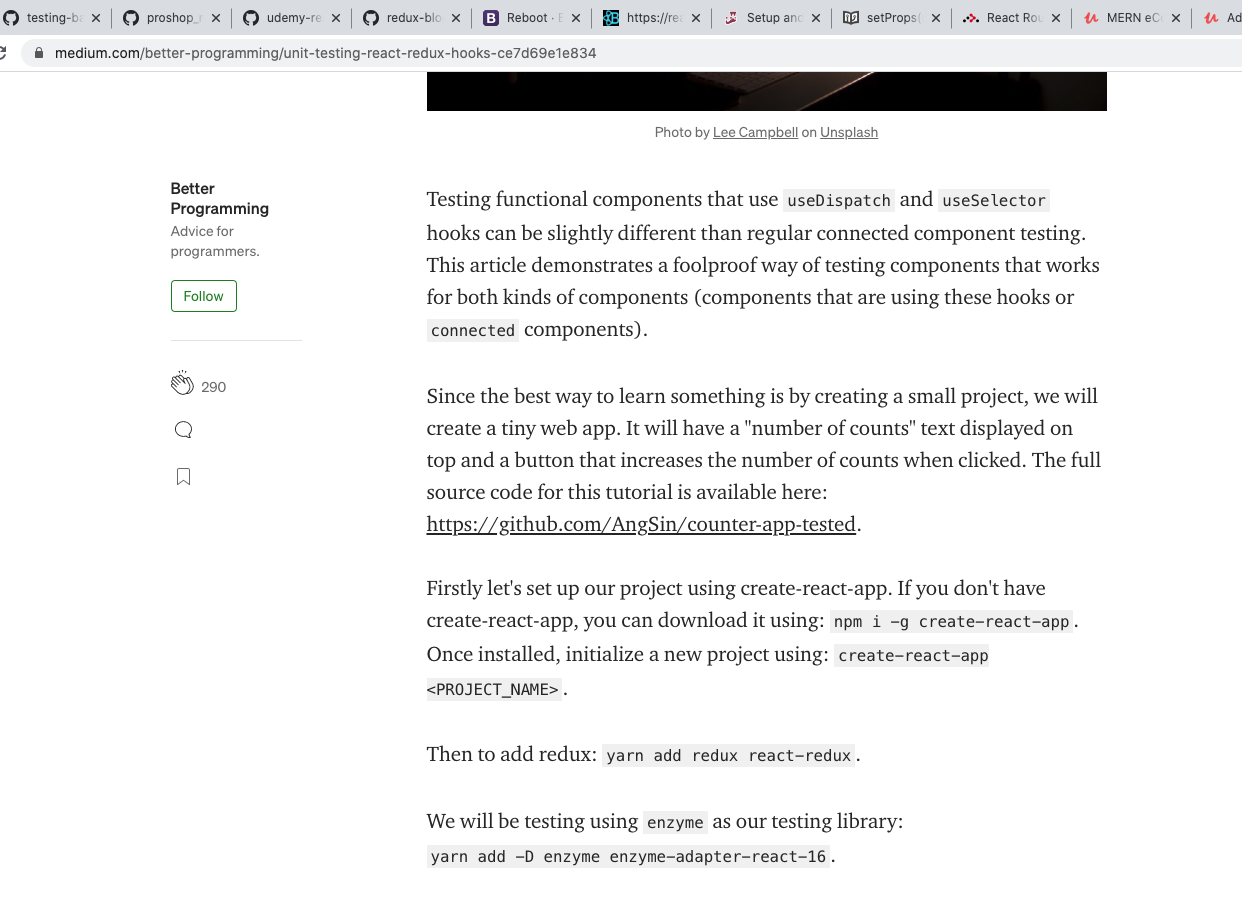 testing-ba
proshop_r
udemy-re
redux-blo
Reboot · B
https://rea
Setup and
setProps(
React Rou
MERN eCo
Ad
medium.com/better-programming/unit-testing-react-redux-hooks-ce7d69e1e834
Photo by Lee Campbell on Unsplash
Better
Programming
Advice for
programmers.
Follow
290
Testing functional components that use useDispatch and useSelector
hooks can be slightly different than regular connected component testing.
This article demonstrates a foolproof way of testing components that works
for both kinds of components (components that are using these hooks or
connected components).
Since the best way to learn something is by creating a small project, we will
create a tiny web app. It will have a "number of counts" text displayed on
top and a button that increases the number of counts when clicked. The full
source code for this tutorial is available here:
https://github.com/AngSin/counter-app-tested.
Firstly let's set up our project using create-react-app. If you don't have
create-react-app, you can download it using: npm i -g create-react-app.
Once installed, initialize a new project using: create-react-app
<PROJECT_NAME>.
Then to add redux: yarn add redux react-redux.
We will be testing using enzyme as our testing library:
yarn add -D enzyme enzyme-adapter-react-16.